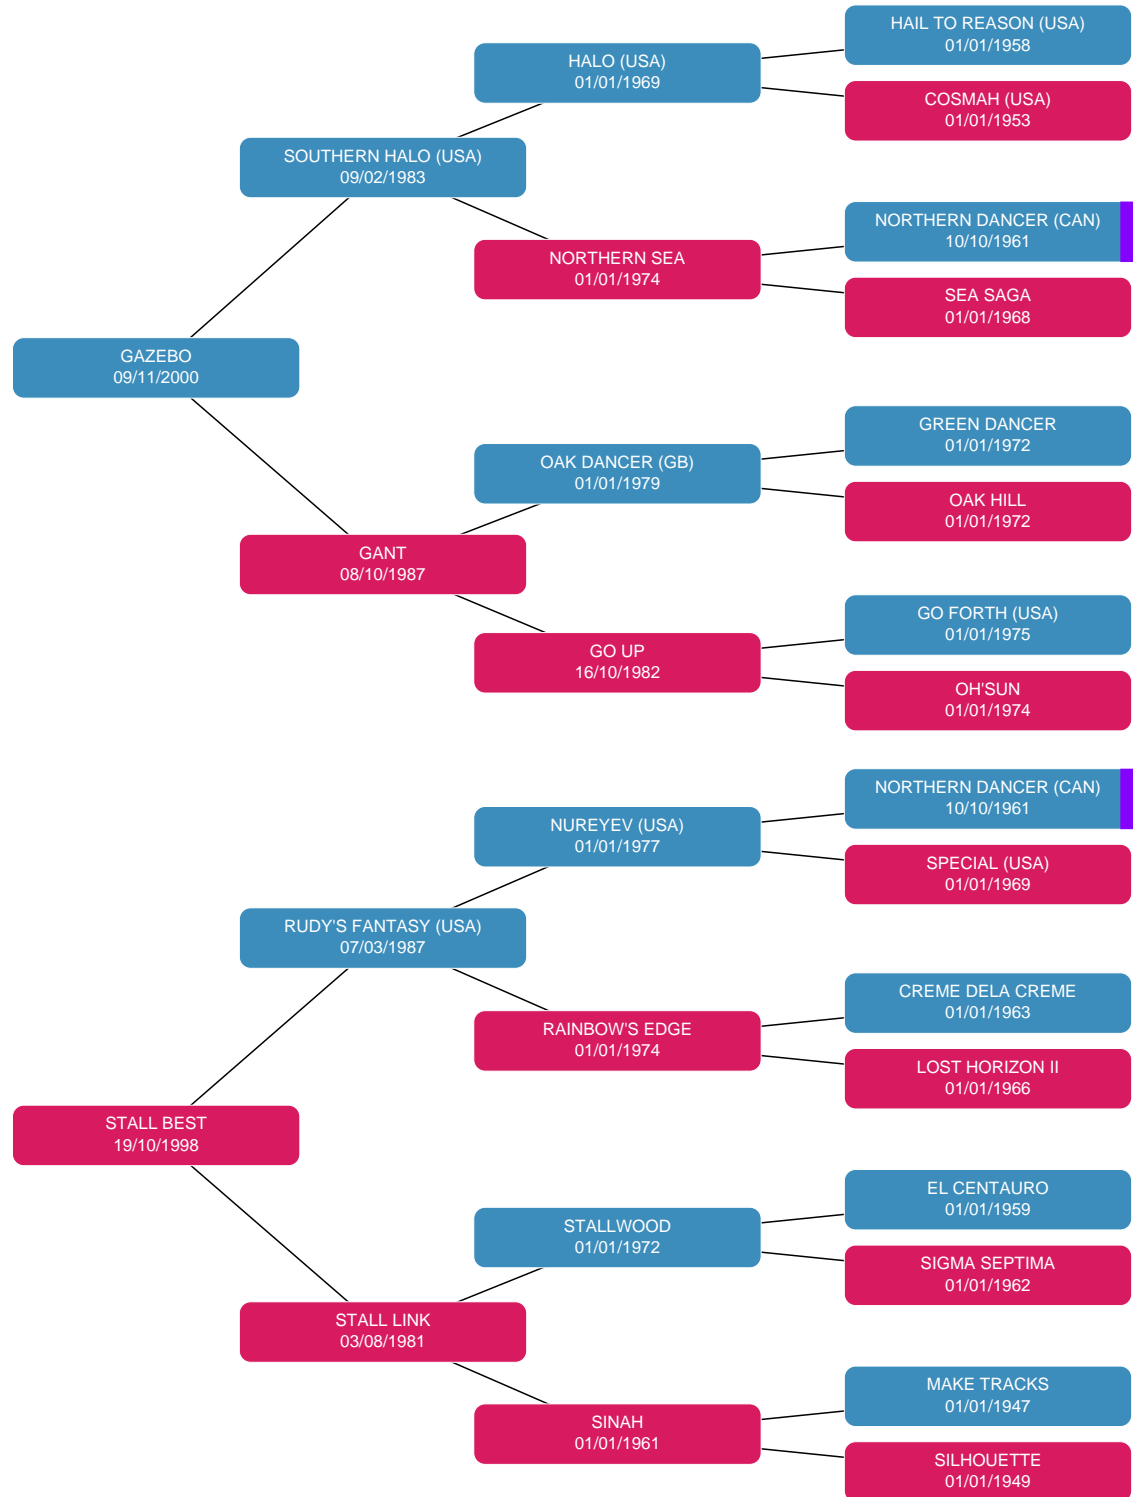 HAIL TO REASON (USA)
01/01/1958
HALO (USA)
01/01/1969
COSMAH (USA)
01/01/1953
SOUTHERN HALO (USA)
09/02/1983
NORTHERN DANCER (CAN)
10/10/1961
NORTHERN SEA
01/01/1974
SEA SAGA
01/01/1968
GAZEBO
09/11/2000
GREEN DANCER
01/01/1972
OAK DANCER (GB)
01/01/1979
OAK HILL
01/01/1972
GANT
08/10/1987
GO FORTH (USA)
01/01/1975
GO UP
16/10/1982
OH'SUN
01/01/1974
NORTHERN DANCER (CAN)
10/10/1961
NUREYEV (USA)
01/01/1977
SPECIAL (USA)
01/01/1969
RUDY'S FANTASY (USA)
07/03/1987
CREME DELA CREME
01/01/1963
RAINBOW'S EDGE
01/01/1974
LOST HORIZON II
01/01/1966
STALL BEST
19/10/1998
EL CENTAURO
01/01/1959
STALLWOOD
01/01/1972
SIGMA SEPTIMA
01/01/1962
STALL LINK
03/08/1981
MAKE TRACKS
01/01/1947
SINAH
01/01/1961
SILHOUETTE
01/01/1949